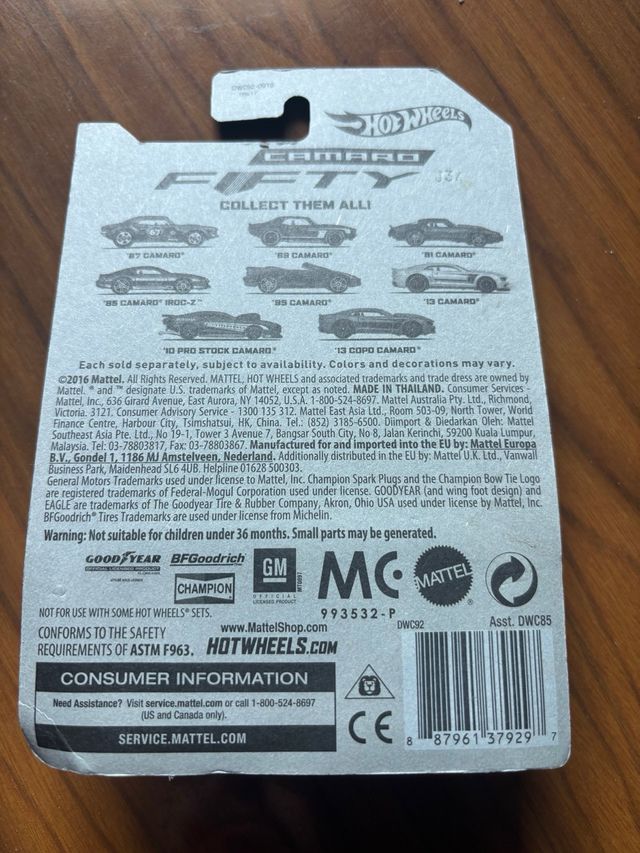 DWC92-0910
HOT WHEELS
CAMARO
FIFTY
COLLECT THEM ALL!
'67 CAMARO® '69 CAMARO® '81 CAMARO®
'85 CAMARO® IROC-Z™ '95 CAMARO® '13 CAMARO®
'10 PRO STOCK CAMARO® '13 COPO CAMARO®
Each sold separately, subject to availability. Colors and decorations may vary.
©2016 Mattel. All Rights Reserved. MATTEL, HOT WHEELS and associated trademarks and trade dress are owned by
Mattel. ® and ™ designate U.S. trademarks of Mattel, except as noted. MADE IN THAILAND. Consumer Services -
Mattel, Inc., 636 Girard Avenue, East Aurora, NY 14052, U.S.A. 1-800-524-8697. Mattel Australia Pty. Ltd., Richmond,
Victoria. 3121. Consumer Advisory Service - 1300 135 312. Mattel East Asia Ltd., Room 503-09, North Tower, World
Finance Centre, Harbour City, Tsimshatsui, HK, China. Tel.: (852) 3185-6500. Diimport & Diedarkan Oleh: Mattel
Southeast Asia Pte. Ltd., No 19-1, Tower 3 Avenue 7, Bangsar South City, No 8, Jalan Kerinchi, 59200 Kuala Lumpur,
Malaysia. Tel: 03-78803817, Fax: 03-78803867. Manufactured for and imported into the EU by: Mattel Europa
B.V., Gondel 1, 1186 MJ Amstelveen, Nederland. Additionally distributed in the EU by: Mattel U.K. Ltd., Vanwall
Business Park, Maidenhead SL6 4UB. Helpline 01628 500303.
General Motors Trademarks used under license to Mattel, Inc. Champion Spark Plugs and the Champion Bow Tie Logo
are registered trademarks of Federal-Mogul Corporation used under license. GOODYEAR (and wing foot design) and
EAGLE are trademarks of The Goodyear Tire & Rubber Company, Akron, Ohio USA used under license by Mattel, Inc.
BFGoodrich® Tires Trademarks are used under license from Michelin.
Warning: Not suitable for children under 36 months. Small parts may be generated.
GOODYEAR BFGoodrich GM MC MATTEL
OFFICIAL LICENSED PRODUCT
CHAMPION
OFFICIAL
LICENSED PRODUCT
993532-P
NOT FOR USE WITH SOME HOT WHEELS® SETS.
www.MattelShop.com
DWC92 Asst. DWC85
CONFORMS TO THE SAFETY
REQUIREMENTS OF ASTM F963.
HOTWHEELS.COM
CONSUMER INFORMATION
Need Assistance? Visit service.mattel.com or call 1-800-524-8697
(US and Canada only).
SERVICE.MATTEL.COM
CE
8 87961 37929 7